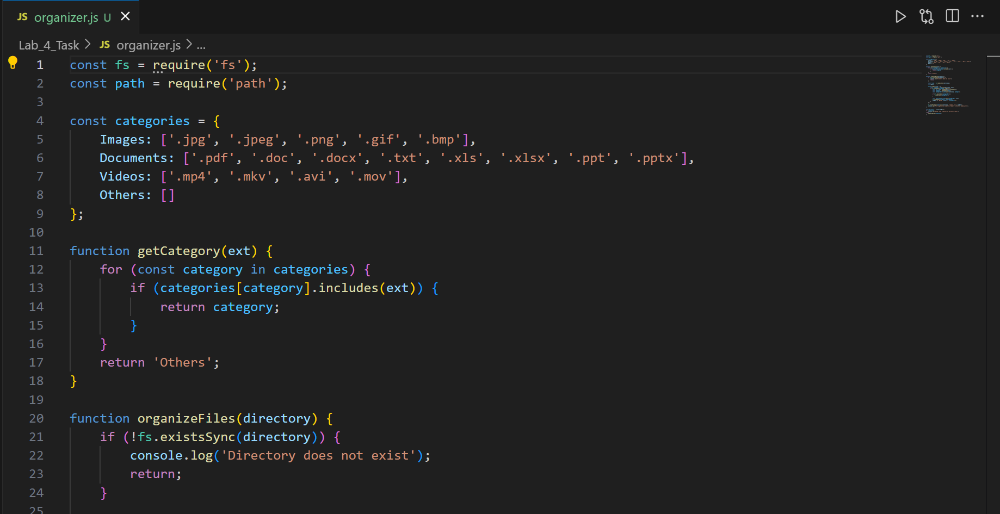 JS organizer.js U
Lab_4_Task > JS organizer.js > ...
1 const fs = require('fs');
2 const path = require('path');
3
4 const categories = {
5     Images: ['.jpg', '.jpeg', '.png', '.gif', '.bmp'],
6     Documents: ['.pdf', '.doc', '.docx', '.txt', '.xls', '.xlsx', '.ppt', '.pptx'],
7     Videos: ['.mp4', '.mkv', '.avi', '.mov'],
8     Others: []
9 };
10
11 function getCategory(ext) {
12     for (const category in categories) {
13         if (categories[category].includes(ext)) {
14             return category;
15         }
16     }
17     return 'Others';
18 }
19
20 function organizeFiles(directory) {
21     if (!fs.existsSync(directory)) {
22         console.log('Directory does not exist');
23         return;
24     }
25